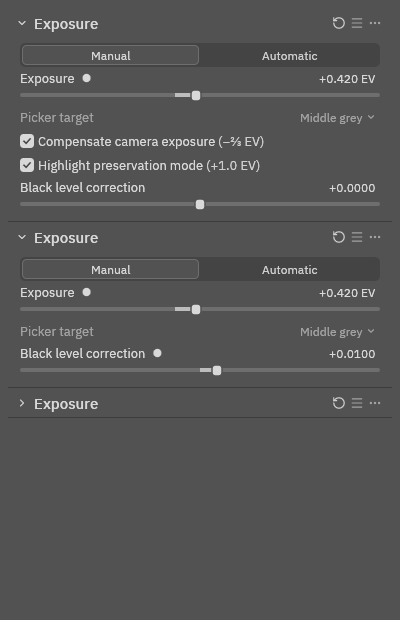 Exposure
Manual Automatic
Exposure +0.420 EV
Picker target Middle grey
Compensate camera exposure (−⅔ EV)
Highlight preservation mode (+1.0 EV)
Black level correction +0.0000
Exposure
Manual Automatic
Exposure +0.420 EV
Picker target Middle grey
Black level correction +0.0100
Exposure